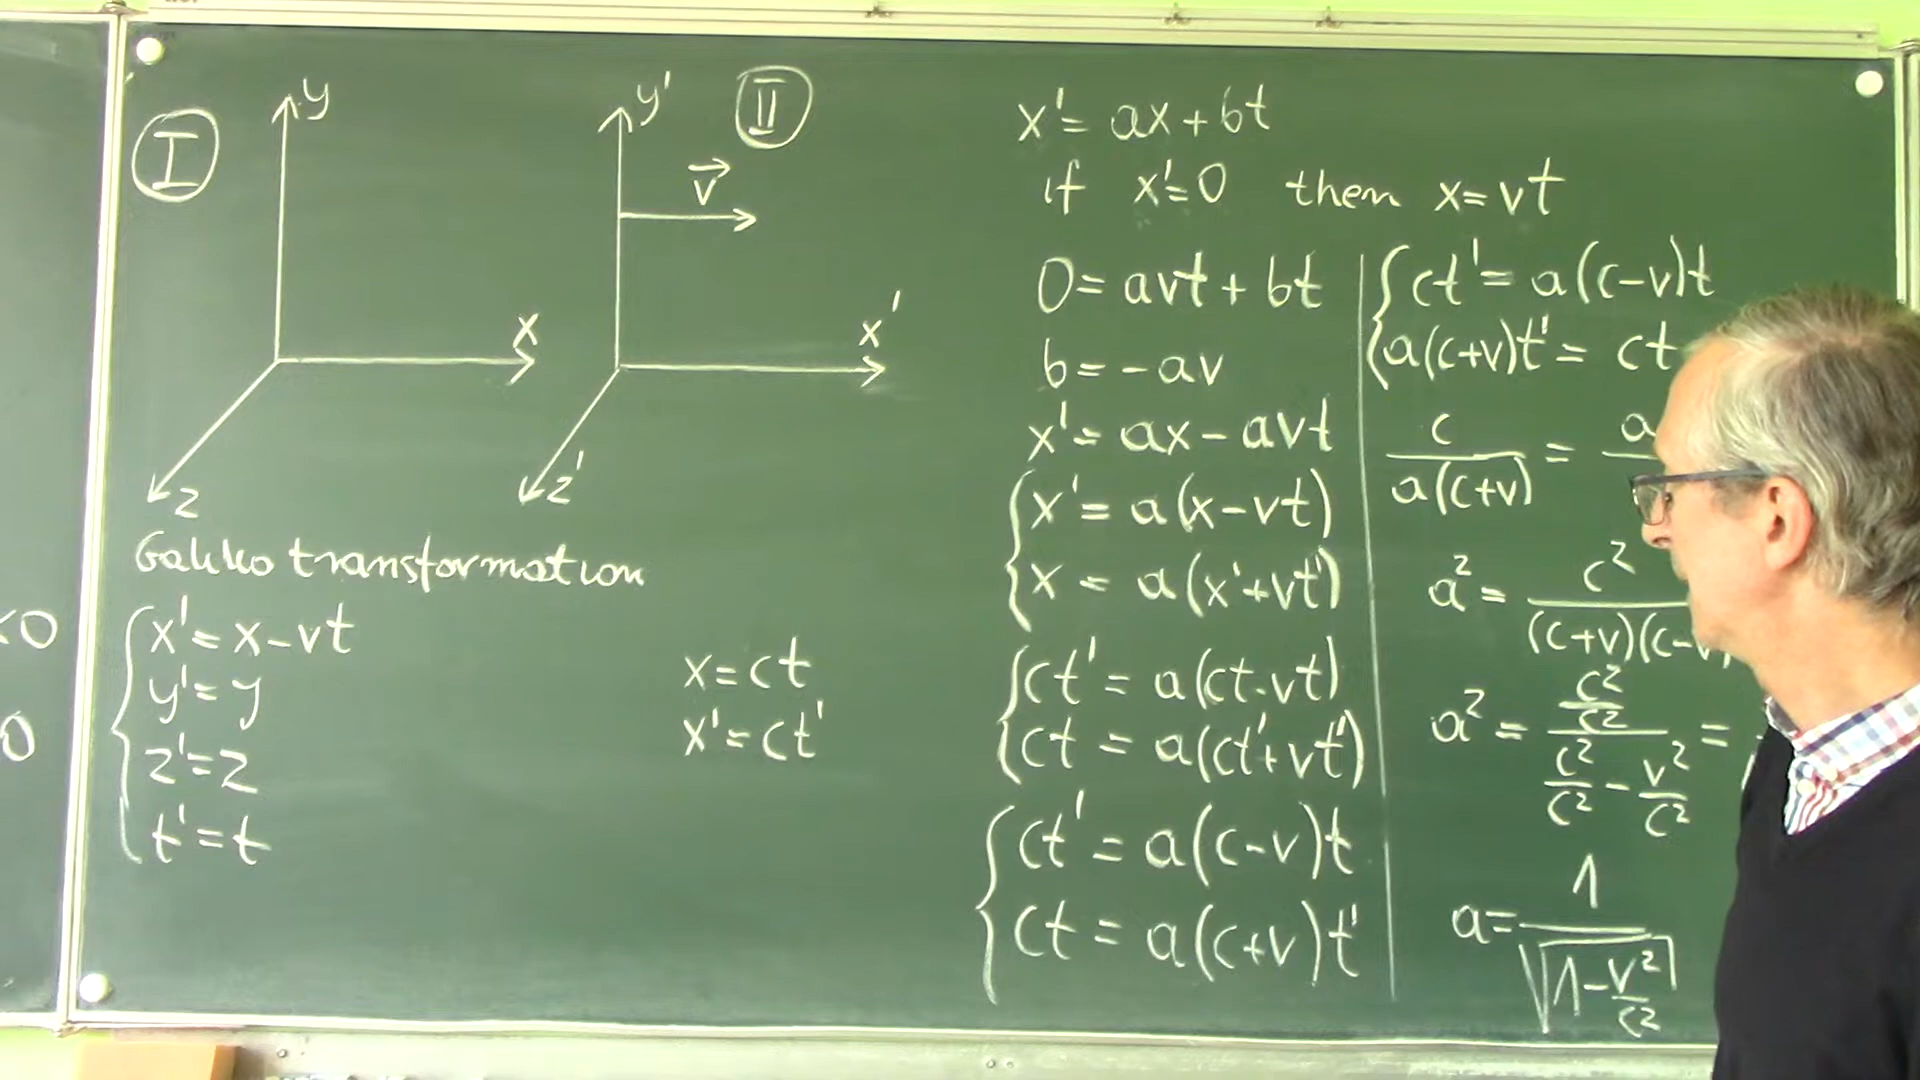 I
y
x
z
II
y'
v
x'
z'
Galileo transformation
x' = x - vt
y' = y
z' = z
t' = t
x = ct
x' = ct'
x' = ax + bt
if x' = 0 then x = vt
0 = avt + bt
b = -av
x' = ax - avt
x' = a(x - vt)
x = a(x' + vt')
ct' = a(ct - vt)
ct = a(ct' + vt')
ct' = a(c - v)t
ct = a(c + v)t'
ct' = a(c - v)t
a(c + v)t' = ct
c / a(c + v) = a
a² = c² / (c + v)(c - v
a² = (c²/c²) / (c²/c² - v²/c²) =
a = 1 / √(1 - v²/c²)
<0
0